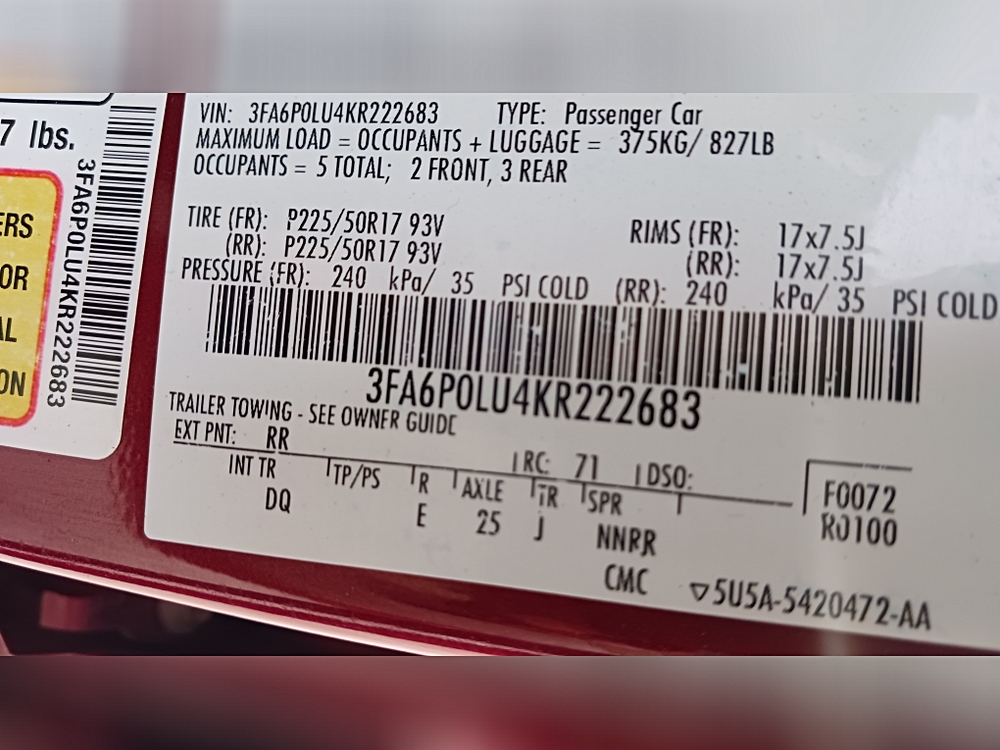 7 lbs.
ERS
OR
AL
ON
3FA6P0LU4KR222683
VIN: 3FA6P0LU4KR222683 TYPE: Passenger Car
MAXIMUM LOAD = OCCUPANTS + LUGGAGE = 375KG/ 827LB
OCCUPANTS = 5 TOTAL; 2 FRONT, 3 REAR
TIRE (FR): P225/50R17 93V RIMS (FR): 17x7.5J
(RR): P225/50R17 93V (RR): 17x7.5J
PRESSURE (FR): 240 kPa/ 35 PSI COLD (RR): 240 kPa/ 35 PSI COLD
3FA6P0LU4KR222683
TRAILER TOWING - SEE OWNER GUIDE
EXT PNT: RR RC: 71 DSO:
INT TR TP/PS R AXLE TR SPR F0072
DQ E 25 J NNRR R0100
CMC ▽5U5A-5420472-AA